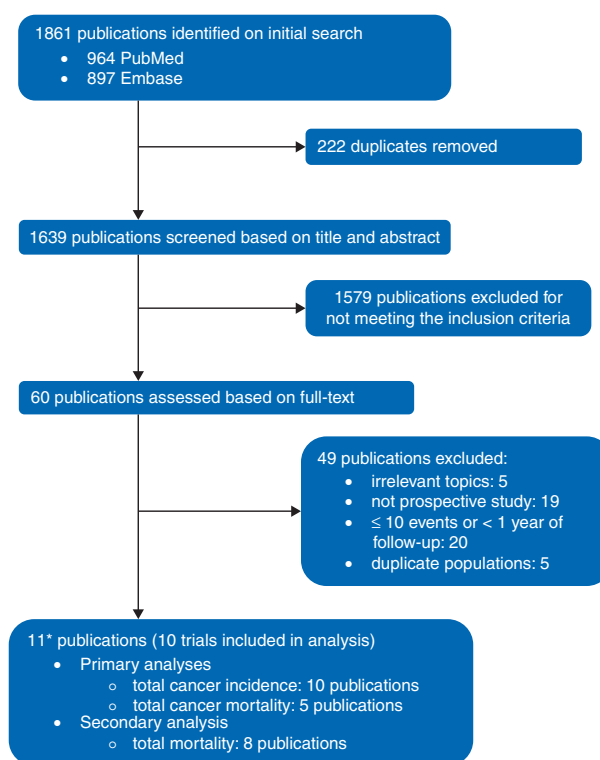 1861 publications identified on initial search
• 964 PubMed
• 897 Embase
222 duplicates removed
1639 publications screened based on title and abstract
1579 publications excluded for
not meeting the inclusion criteria
60 publications assessed based on full-text
49 publications excluded:
• irrelevant topics: 5
• not prospective study: 19
• ≤ 10 events or < 1 year of
follow-up: 20
• duplicate populations: 5
11* publications (10 trials included in analysis)
• Primary analyses
○ total cancer incidence: 10 publications
○ total cancer mortality: 5 publications
• Secondary analysis
○ total mortality: 8 publications